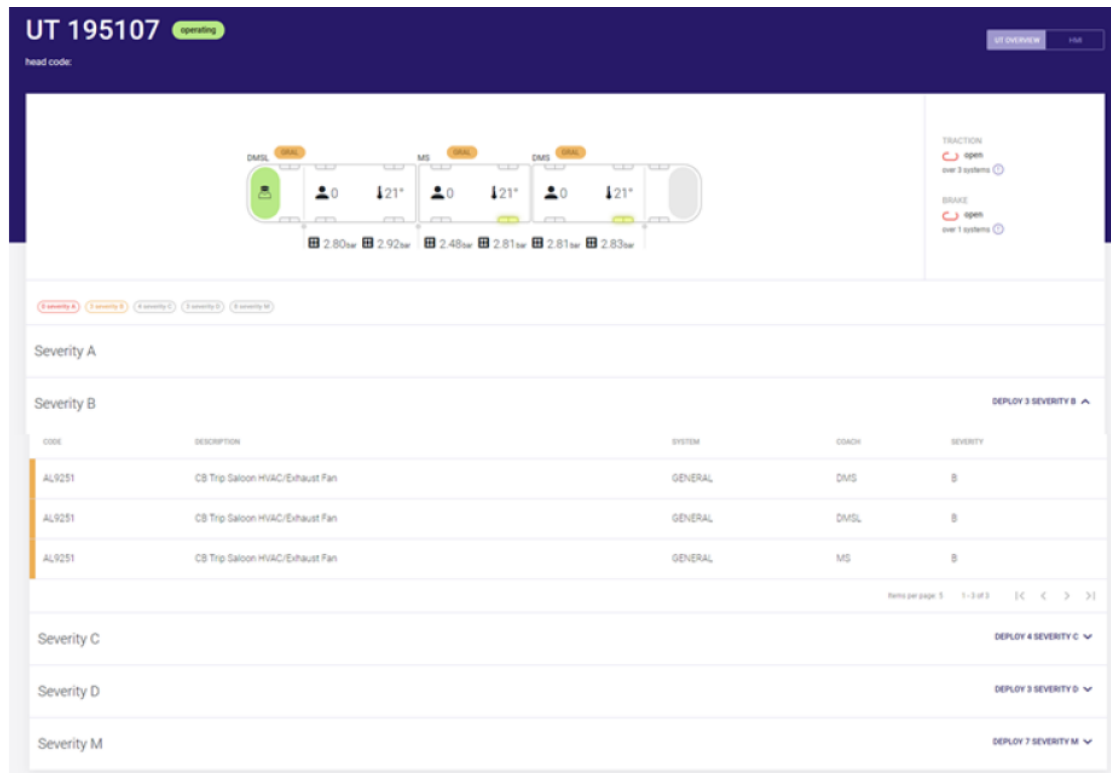 UT 195107 operating
UT OVERVIEW HMI
head code:
TRACTION
open
over 3 systems
BRAKE
open
over 1 systems
DMSL GRAL MS GRAL DMS GRAL
0 21° 0 21° 0 21°
2.80bar 2.92bar 2.48bar 2.81bar 2.81bar 2.83bar
0 severity A 3 severity B 4 severity C severity D severity M
Severity A
Severity B DEPLOY 3 SEVERITY B
CODE DESCRIPTION SYSTEM COACH SEVERITY
AL9251 CB Trip Saloon HVAC/Exhaust Fan GENERAL DMS B
AL9251 CB Trip Saloon HVAC/Exhaust Fan GENERAL DMSL B
AL9251 CB Trip Saloon HVAC/Exhaust Fan GENERAL MS B
Items per page: 5 1 - 3 of 3
Severity C DEPLOY 4 SEVERITY C
Severity D DEPLOY 3 SEVERITY D
Severity M DEPLOY 7 SEVERITY M